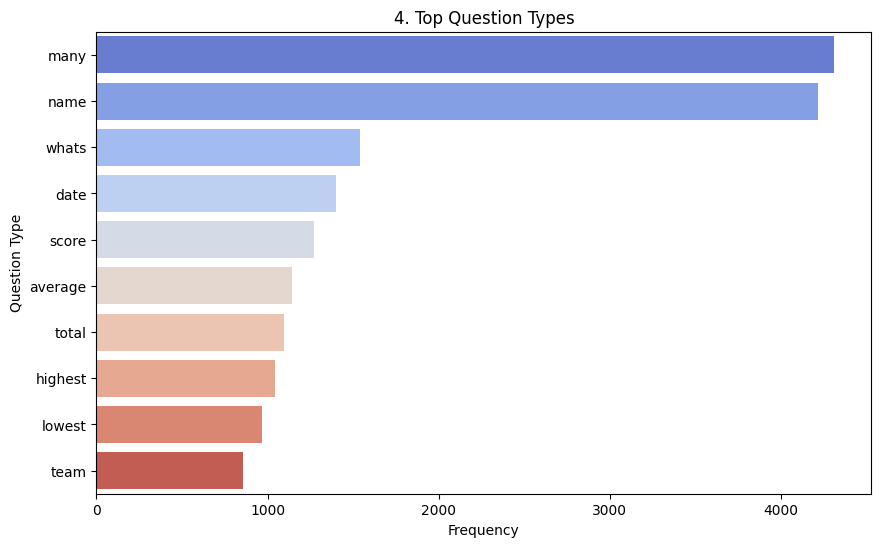 4. Top Question Types
many
name
whats
date
score
average
total
highest
lowest
team
Question Type
0 1000 2000 3000 4000
Frequency